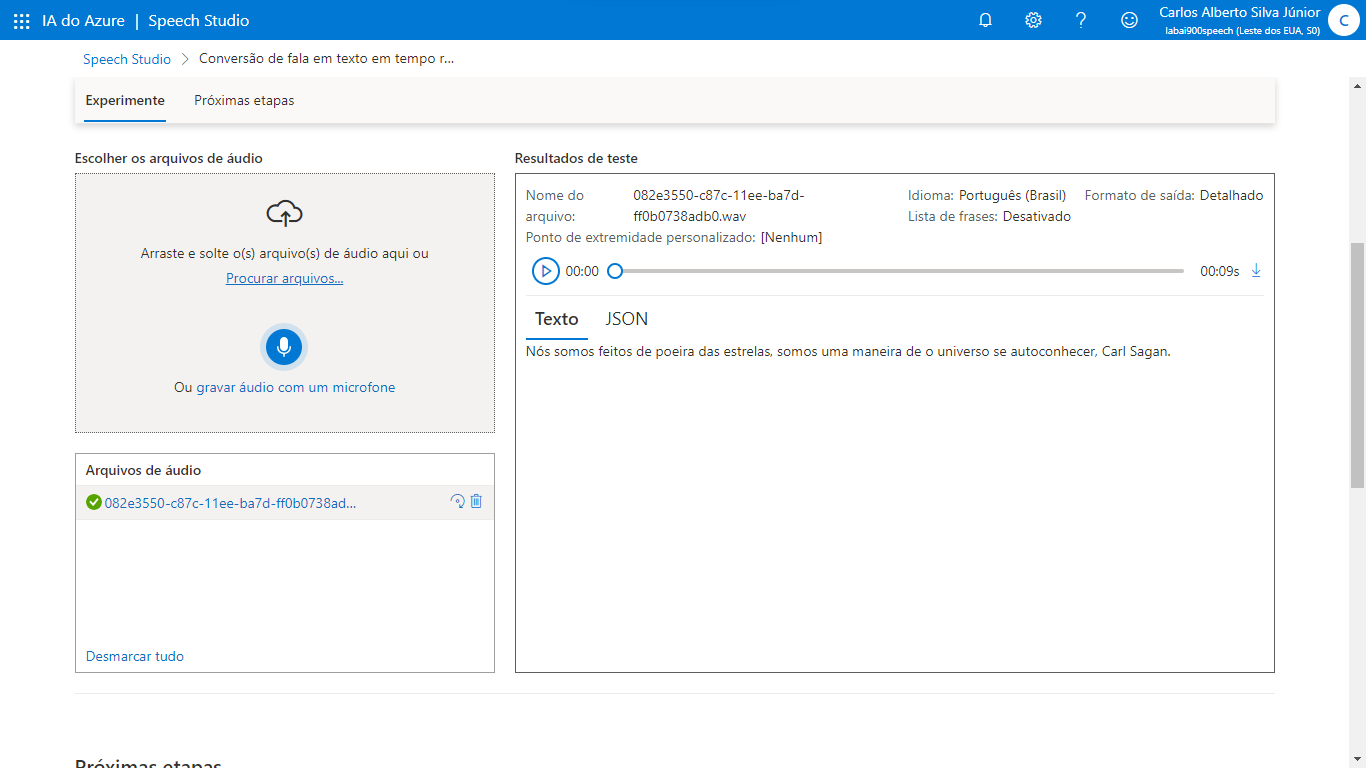 IA do Azure | Speech Studio
Carlos Alberto Silva Júnior
labai900speech (Leste dos EUA, S0)
C
Speech Studio > Conversão de fala em texto em tempo r...
Experimente
Próximas etapas
Escolher os arquivos de áudio
Arraste e solte o(s) arquivo(s) de áudio aqui ou
Procurar arquivos...
Ou gravar áudio com um microfone
Arquivos de áudio
082e3550-c87c-11ee-ba7d-ff0b0738ad...
Desmarcar tudo
Resultados de teste
Nome do arquivo: 082e3550-c87c-11ee-ba7d-ff0b0738adb0.wav
Idioma: Português (Brasil)
Formato de saída: Detalhado
Lista de frases: Desativado
Ponto de extremidade personalizado: [Nenhum]
00:00
00:09s
Texto
JSON
Nós somos feitos de poeira das estrelas, somos uma maneira de o universo se autoconhecer, Carl Sagan.
Próximas etapas